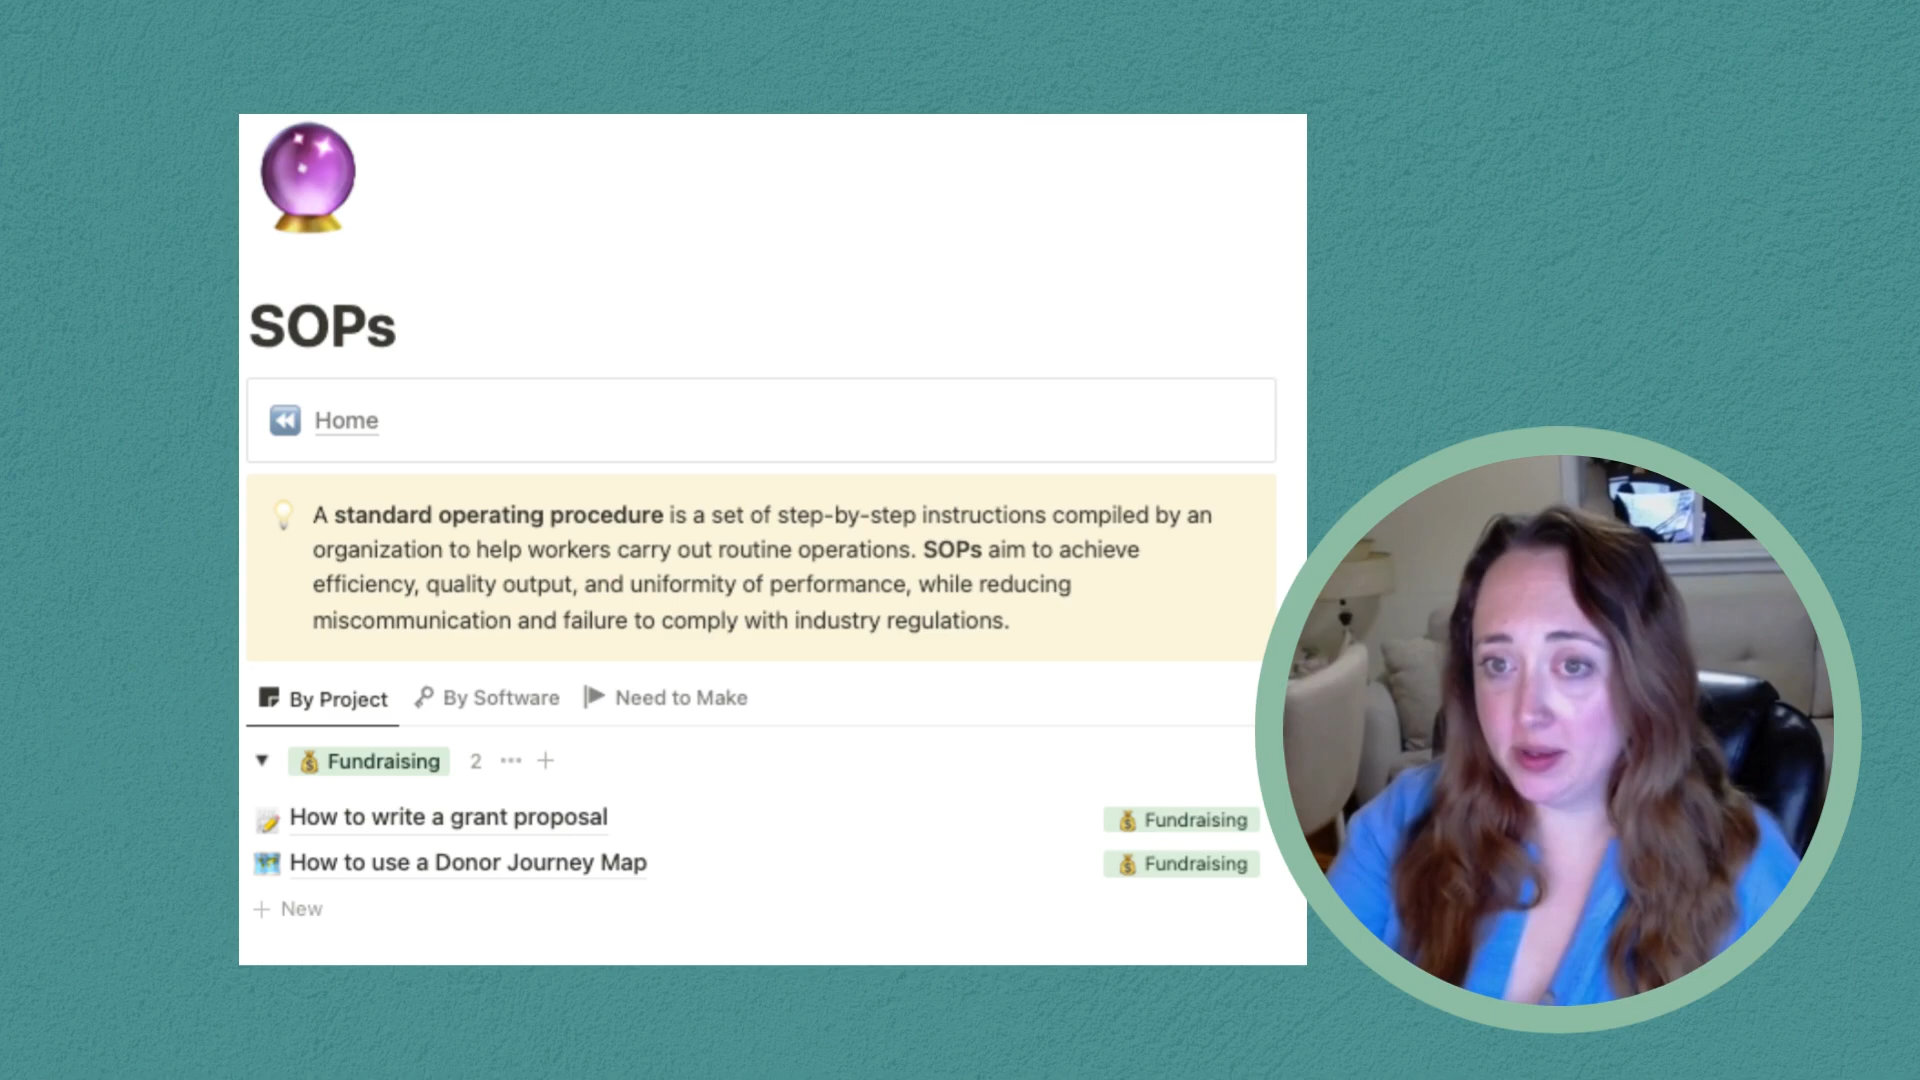 SOPs
Home
A standard operating procedure is a set of step-by-step instructions compiled by an
organization to help workers carry out routine operations. SOPs aim to achieve
efficiency, quality output, and uniformity of performance, while reducing
miscommunication and failure to comply with industry regulations.
By Project By Software Need to Make
Fundraising 2 ... +
How to write a grant proposal Fundraising
How to use a Donor Journey Map Fundraising
+ New